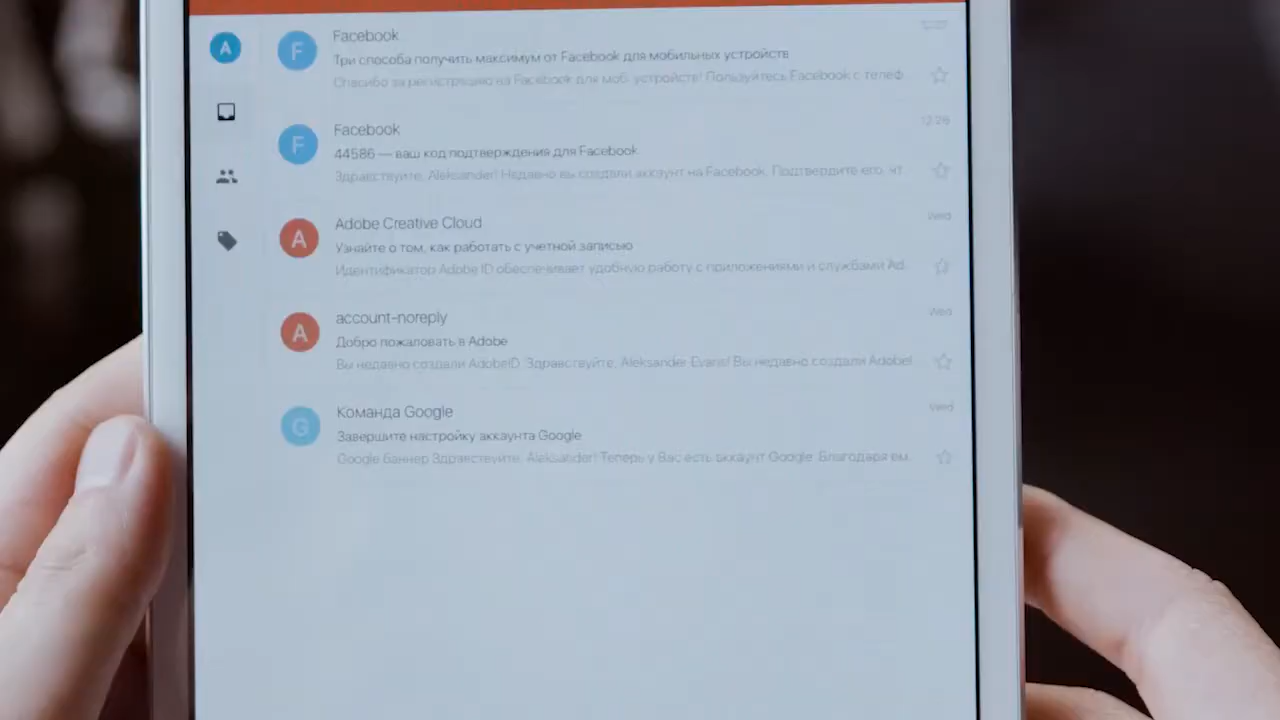 A
F
Facebook
Три способа получить максимум от Facebook для мобильных устройств
Спасибо за регистрацию на Facebook для моб. устройств! Пользуйтесь Facebook с телеф...
F
Facebook
12:26
44586 — ваш код подтверждения для Facebook
Здравствуйте, Aleksander! Недавно вы создали аккаунт на Facebook. Подтвердите его, чт...
A
Adobe Creative Cloud
Wed
Узнайте о том, как работать с учетной записью
Идентификатор Adobe ID обеспечивает удобную работу с приложениями и службами Ad...
A
account-noreply
Wed
Добро пожаловать в Adobe
Вы недавно создали AdobeID. Здравствуйте, Aleksander Evans! Вы недавно создали AdobeI...
G
Команда Google
Wed
Завершите настройку аккаунта Google
Google баннер Здравствуйте, Aleksander! Теперь у Вас есть аккаунт Google. Благодаря ем...